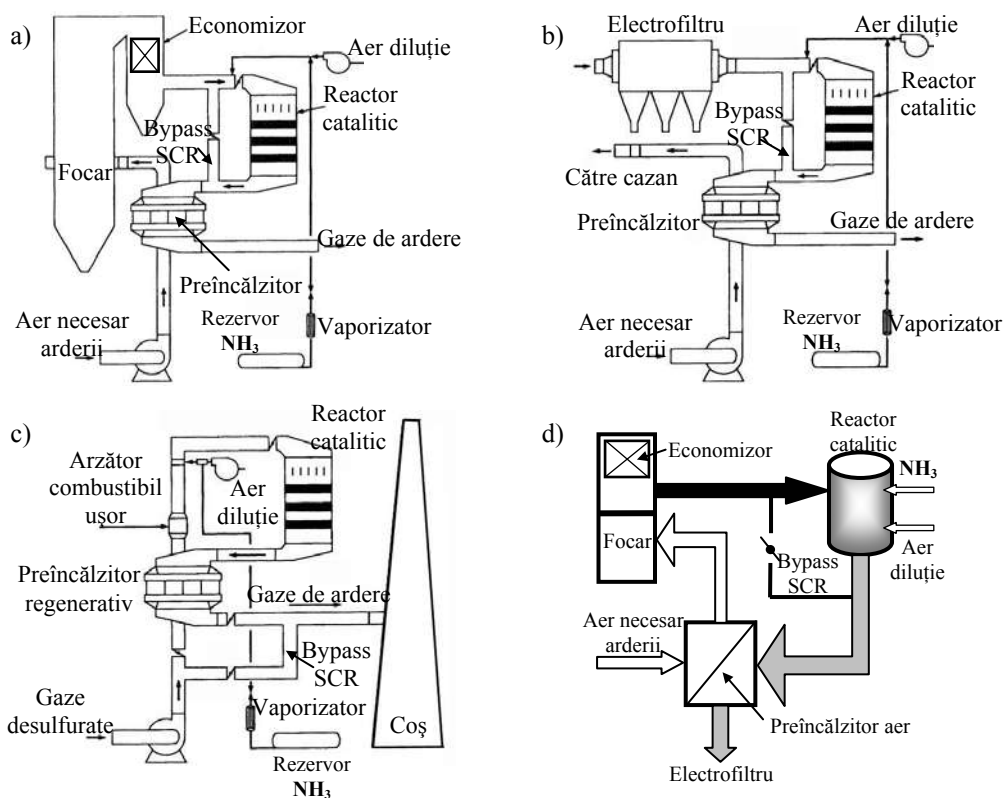 a)
Economizor
Aer diluție
Reactor
catalitic
Bypass
SCR
Focar
Gaze de ardere
Preîncălzitor
Aer necesar
arderii
Rezervor
NH₃
Vaporizator
b)
Electrofiltru
Aer diluție
Reactor
catalitic
Bypass
SCR
Către cazan
Preîncălzitor
Gaze de ardere
Aer necesar
arderii
Rezervor
NH₃
Vaporizator
c)
Reactor
catalitic
Arzător
combustibil
ușor
Aer
diluție
Preîncălzitor
regenerativ
Gaze de ardere
Bypass
SCR
Gaze
desulfurate
Vaporizator
Coş
Rezervor
NH₃
d)
Economizor
Reactor
catalitic
NH₃
Focar
Bypass
SCR
Aer
diluție
Aer necesar
arderii
Preîncălzitor aer
Electrofiltru